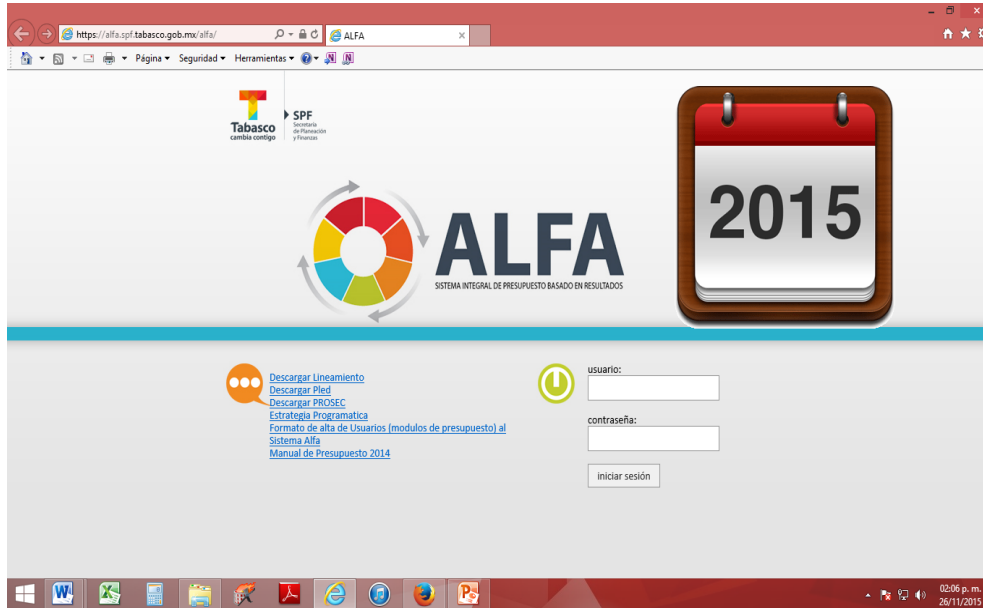 https://alfa.spf.tabasco.gob.mx/alfa/
ALFA
Página
Seguridad
Herramientas
Tabasco
cambia contigo
SPF
Secretaría
de Planeación
y Finanzas
2015
ALFA
SISTEMA INTEGRAL DE PRESUPUESTO BASADO EN RESULTADOS
Descargar Lineamiento
Descargar Pled
Descargar PROSEC
Estrategia Programatica
Formato de alta de Usuarios (modulos de presupuesto) al
Sistema Alfa
Manual de Presupuesto 2014
usuario:
contraseña:
iniciar sesión
02:06 p. m.
26/11/2015